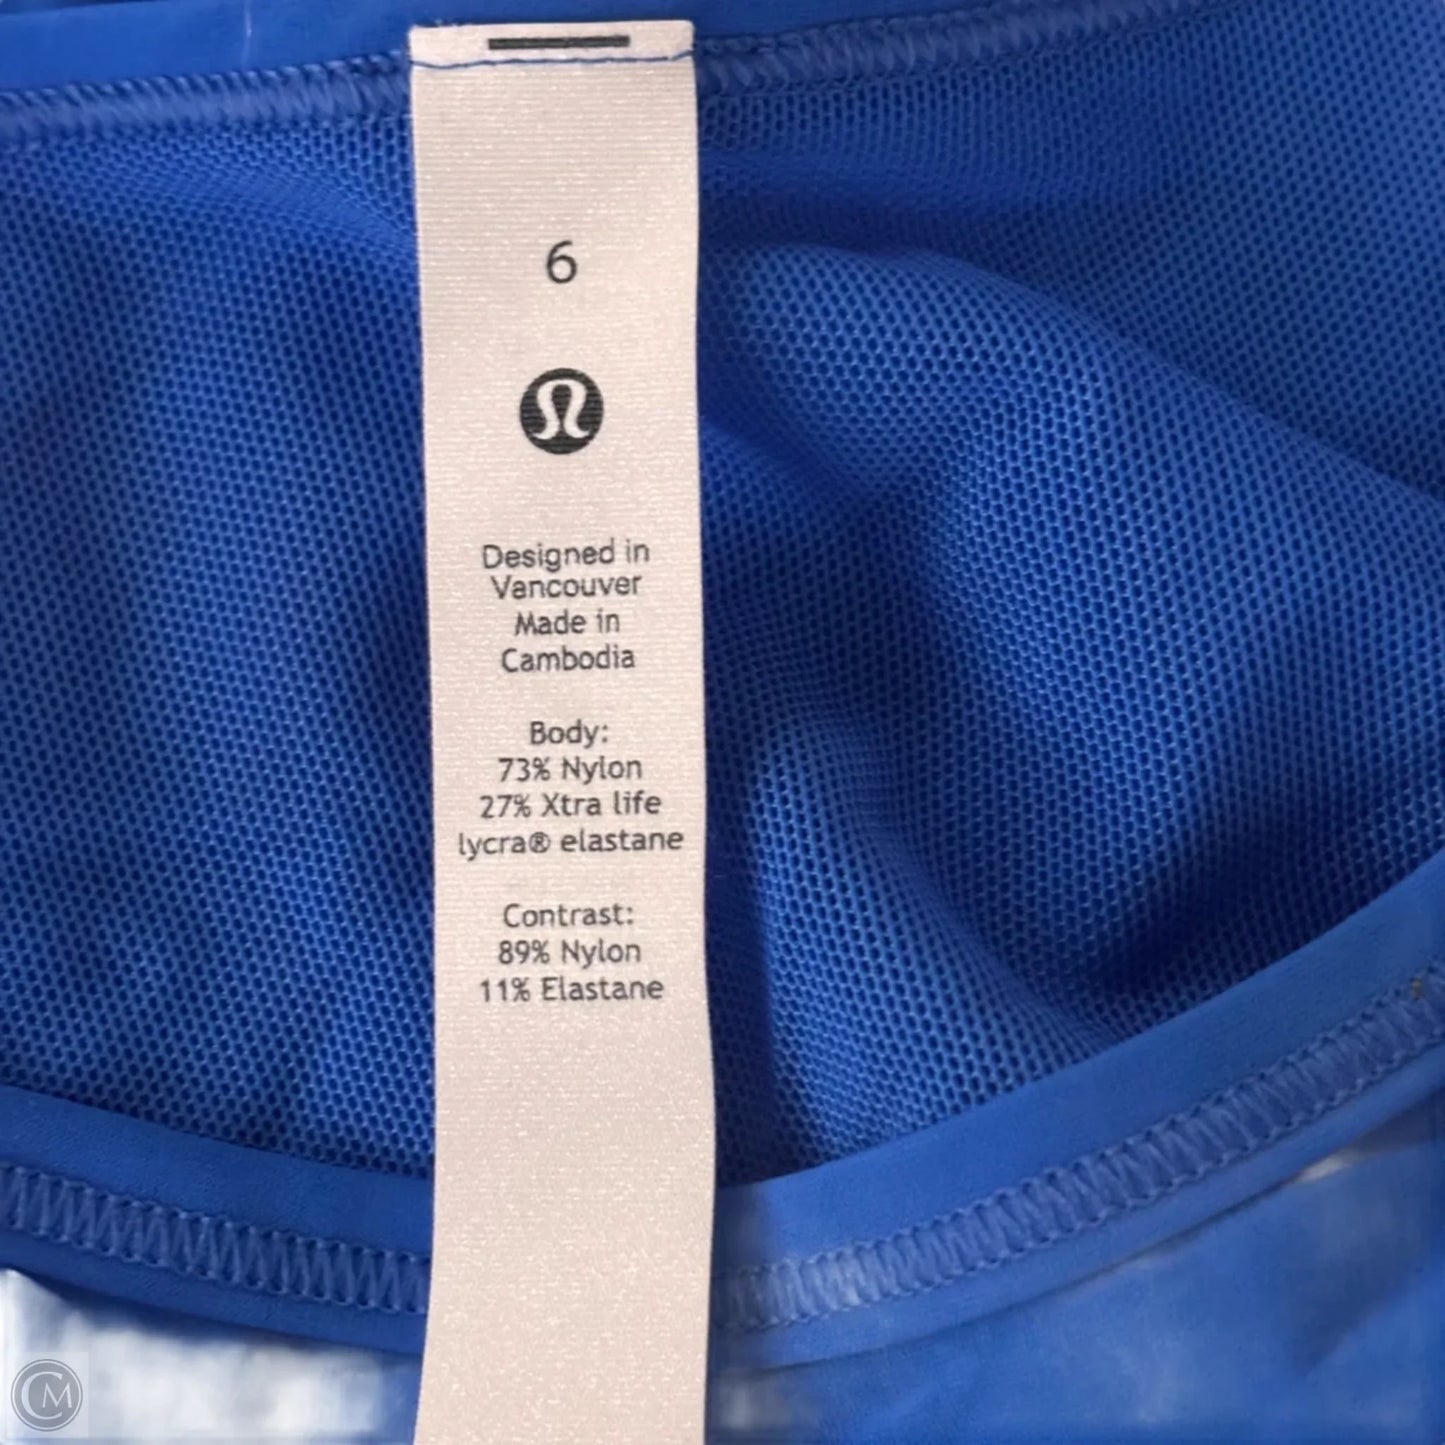 6
Designed in
Vancouver
Made in
Cambodia
Body:
73% Nylon
27% Xtra life
lycra® elastane
Contrast:
89% Nylon
11% Elastane
CM